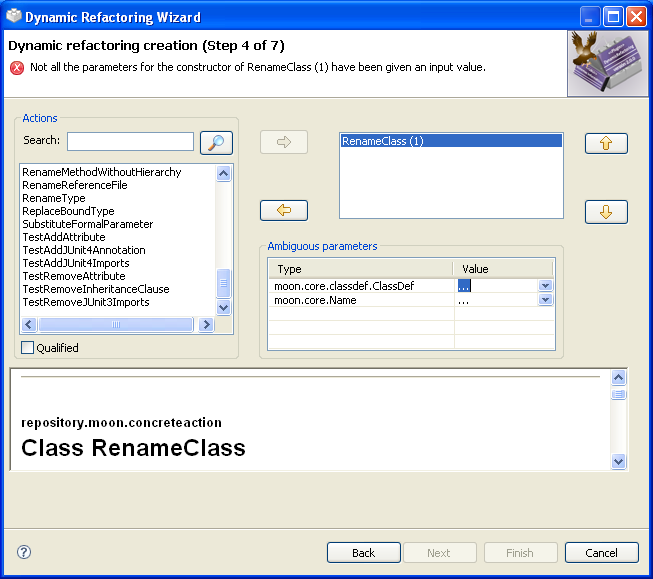 Dynamic Refactoring Wizard
Dynamic refactoring creation (Step 4 of 7)
Not all the parameters for the constructor of RenameClass (1) have been given an input value.
Actions
Search:
RenameMethodWithoutHierarchy
RenameReferenceFile
RenameType
ReplaceBoundType
SubstituteFormalParameter
TestAddAttribute
TestAddJUnit4Annotation
TestAddJUnit4Imports
TestRemoveAttribute
TestRemoveInheritanceClause
TestRemoveJUnit3Imports
Qualified
RenameClass (1)
Ambiguous parameters
Type Value
moon.core.classdef.ClassDef ...
moon.core.Name ...
repository.moon.concreteaction
Class RenameClass
Back Next Finish Cancel